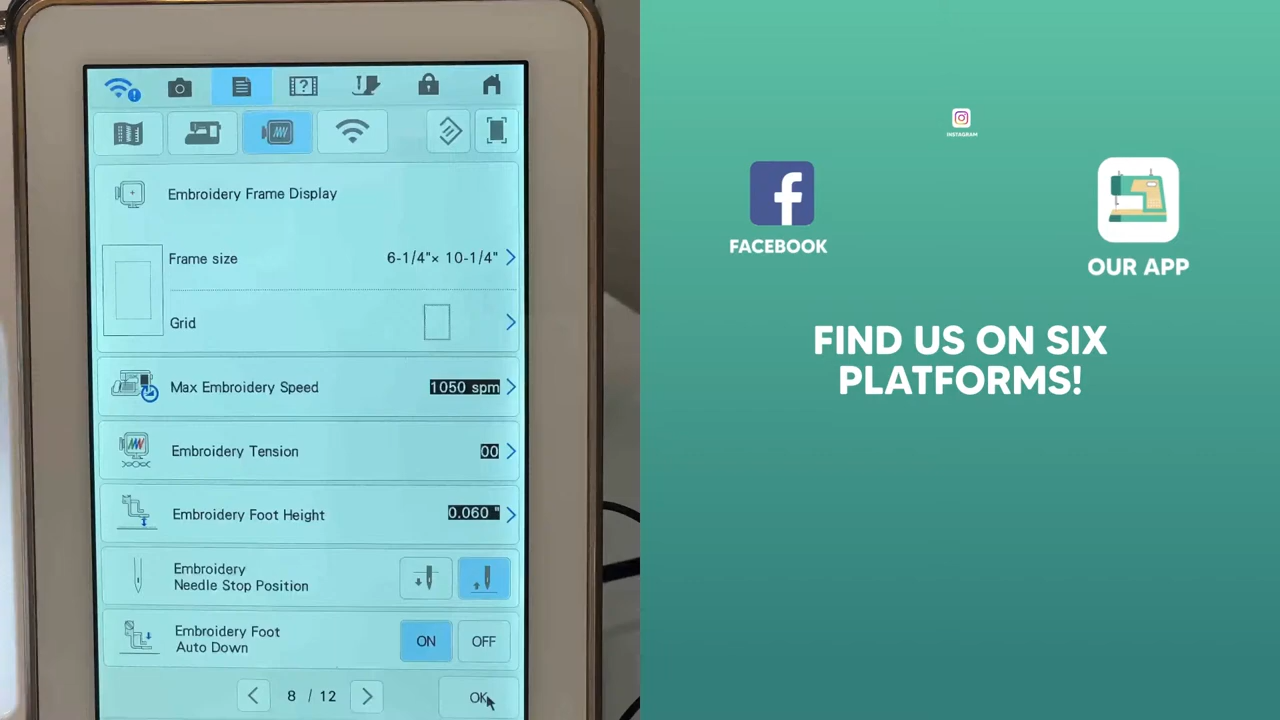 Embroidery Frame Display
Frame size 6-1/4"× 10-1/4"
Grid
Max Embroidery Speed 1050 spm
Embroidery Tension 00
Embroidery Foot Height 0.060 "
Embroidery
Needle Stop Position
Embroidery Foot
Auto Down
ON OFF
8 / 12
OK
INSTAGRAM
FACEBOOK
OUR APP
FIND US ON SIX
PLATFORMS!